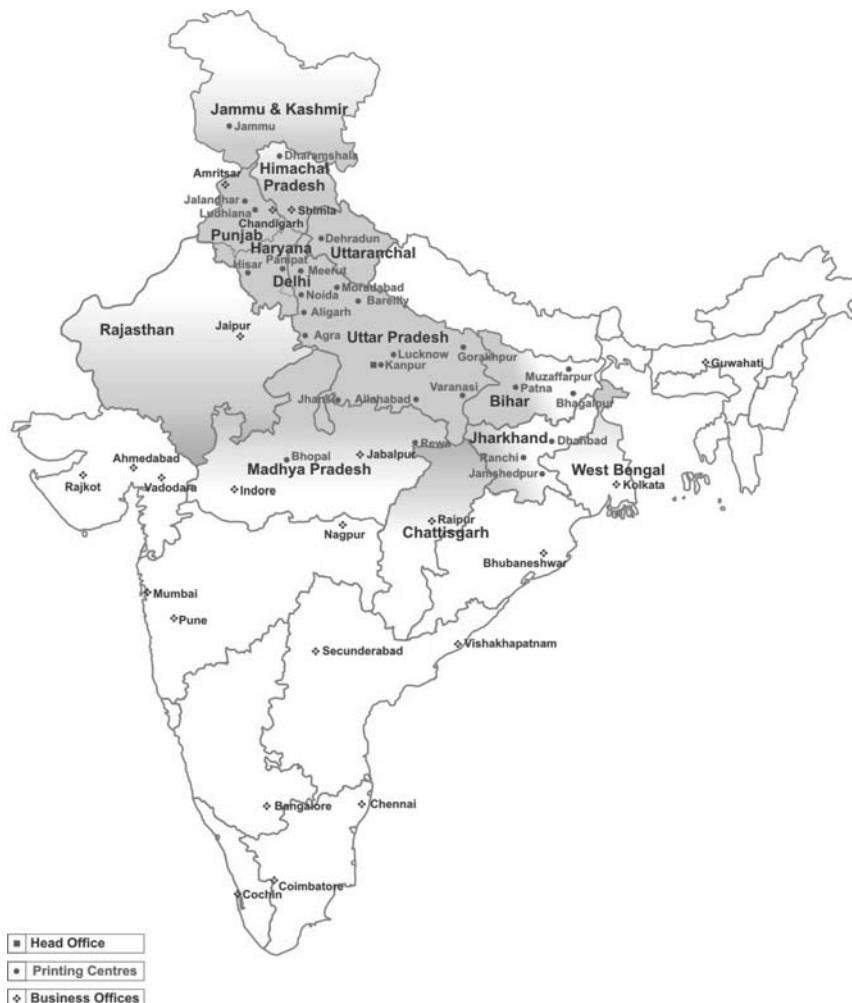 Jammu & Kashmir
Jammu
Dharamshala
Himachal
Pradesh
Amritsar
Jalandhar
Ludhiana
Shimla
Chandigarh
Punjab
Dehradun
Haryana
Uttaranchal
Panipat
Hisar
Meerut
Delhi
Moradabad
Noida
Bareilly
Aligarh
Rajasthan
Jaipur
Agra
Uttar Pradesh
Lucknow
Gorakhpur
Kanpur
Guwahati
Muzaffarpur
Varanasi
Patna
Jhansi
Allahabad
Bihar
Bhagalpur
Rewa
Jharkhand
Dhanbad
Ahmedabad
Bhopal
Jabalpur
Ranchi
Madhya Pradesh
West Bengal
Jamshedpur
Rajkot
Vadodara
Indore
Kolkata
Raipur
Nagpur
Chattisgarh
Bhubaneshwar
Mumbai
Pune
Secunderabad
Vishakhapatnam
Bangalore
Chennai
Coimbatore
Cochin
Head Office
Printing Centres
Business Offices